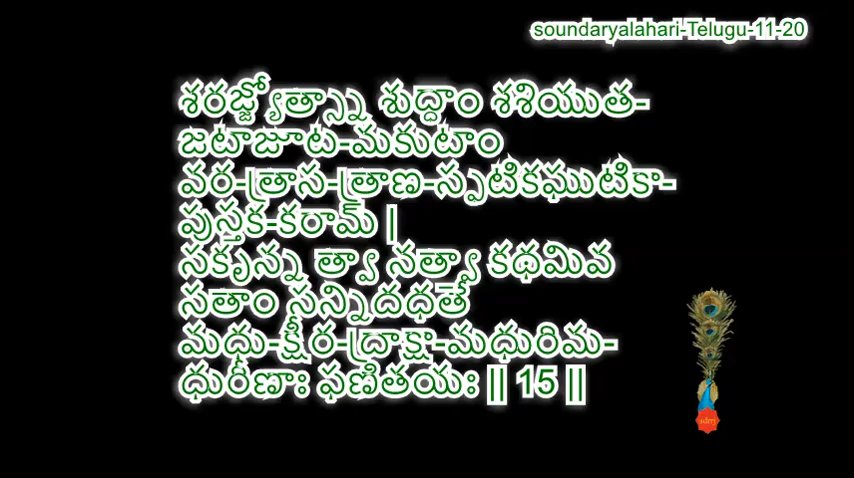 soundaryalahari-Telugu-11-20
శరజ్జ్యోత్స్నా శుద్ధాం శశియుత-
జటాజూట-మకుటాం
వర-త్రాస-త్రాణ-స్ఫటికఘుటికా-
పుస్తక-కరామ్ |
సకృన్న త్వా నత్వా కథమివ
సతాం సన్నిదధతే
మధు-క్షీర-ద్రాక్షా-మధురిమ-
ధురీణాః ఫణితయః || 15 ||